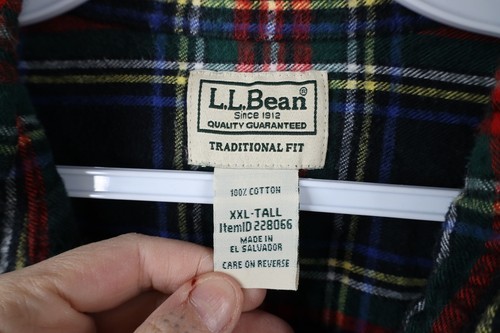 L.L.Bean®
Since 1912
QUALITY GUARANTEED
TRADITIONAL FIT
100% COTTON
XXL-TALL
ItemID 228066
MADE IN
EL SALVADOR
CARE ON REVERSE